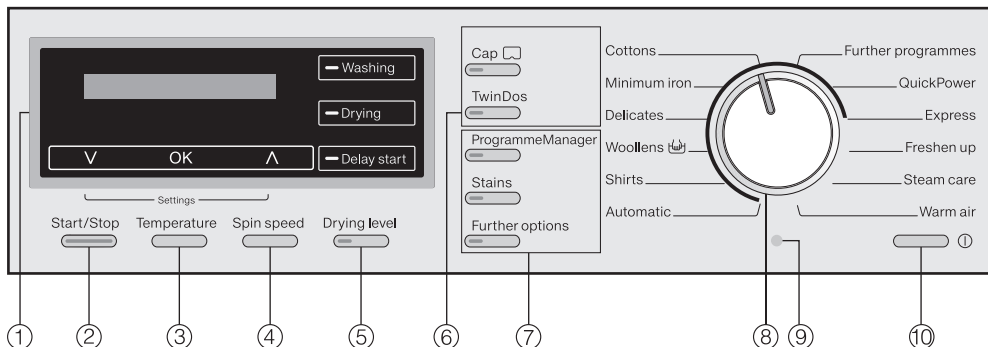 Washing
Drying
Delay start
V OK Λ
Settings
Start/Stop Temperature Spin speed Drying level
Cap
TwinDos
ProgrammeManager
Stains
Further options
Cottons
Minimum iron
Delicates
Woollens
Shirts
Automatic
Further programmes
QuickPower
Express
Freshen up
Steam care
Warm air
1 2 3 4 5 6 7 8 9 10